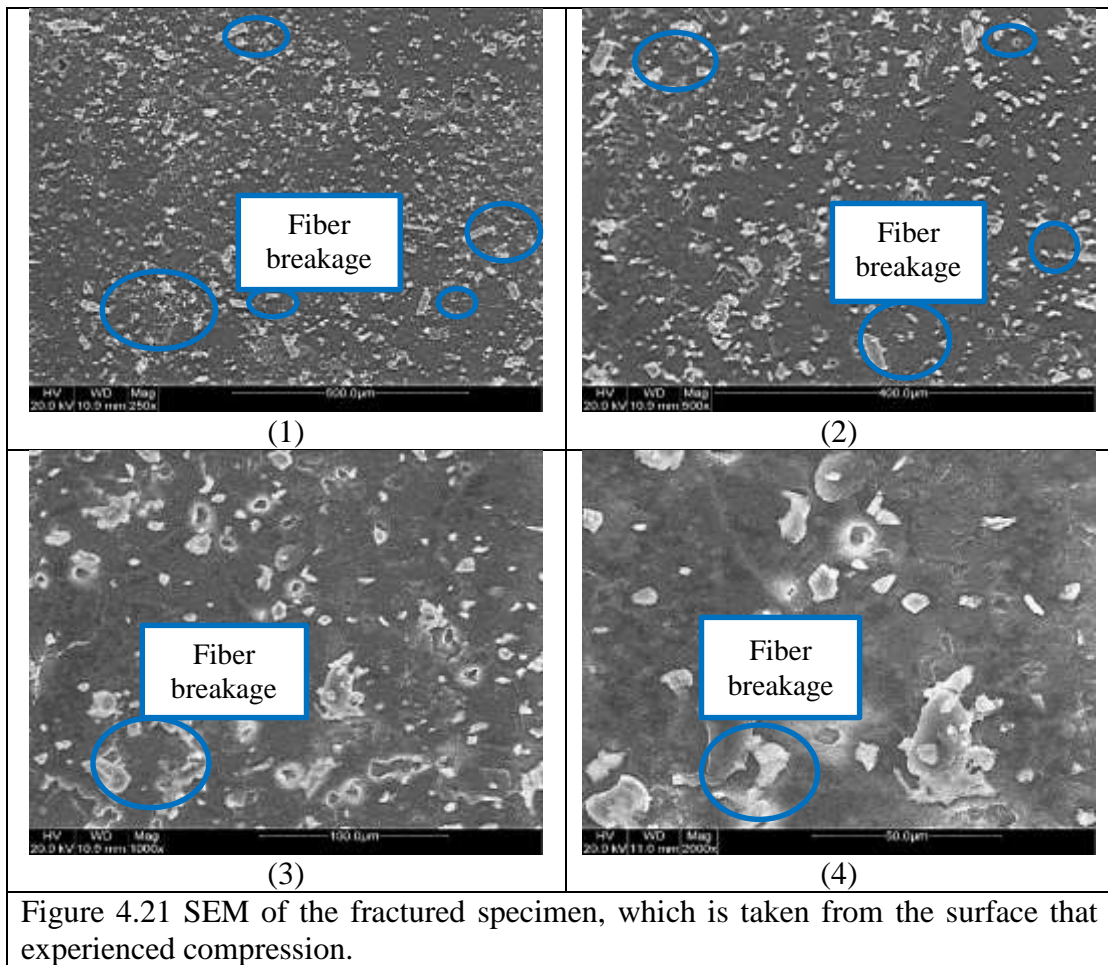 Fiber
breakage
HV WD Mag 500.0µm
20.0 kV 10.9 mm 250x
(1)
Fiber
breakage
HV WD Mag 400.0µm
20.0 kV 10.9 mm 500x
(2)
Fiber
breakage
HV WD Mag 100.0µm
20.0 kV 10.9 mm 1000x
(3)
Fiber
breakage
HV WD Mag 50.0µm
20.0 kV 11.0 mm 2000x
(4)
Figure 4.21 SEM of the fractured specimen, which is taken from the surface that
experienced compression.